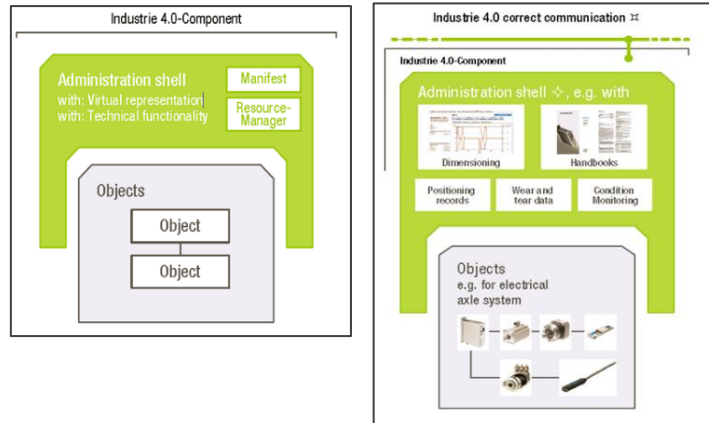 Industrie 4.0-Component
Administration shell
with: Virtual representation
with: Technical functionality
Manifest
Resource-
Manager
Objects
Object
Object
Industrie 4.0 correct communication ¤
Industrie 4.0-Component
Administration shell ✧, e.g. with
Dimensioning
Handbooks
Positioning
records
Wear and
tear data
Condition
Monitoring
Objects
e.g. for electrical
axle system